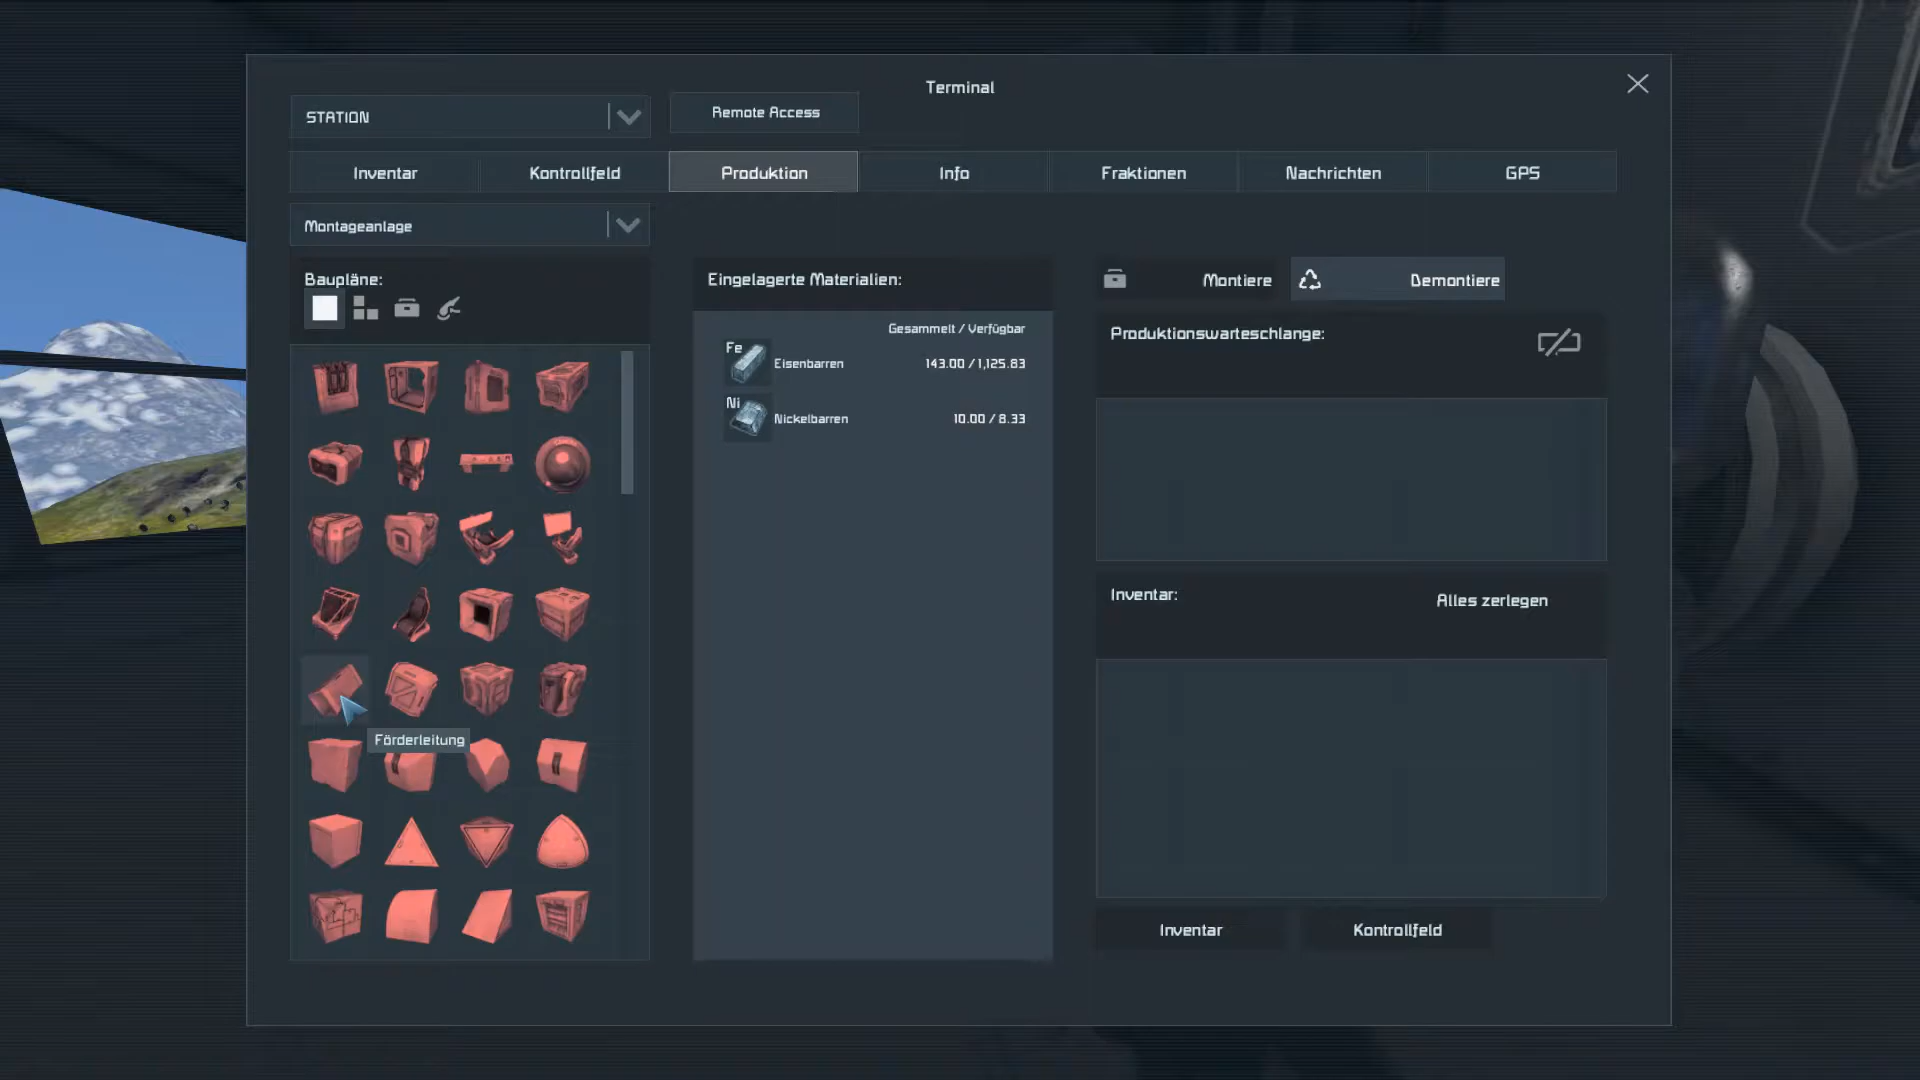 Terminal
STATION
Remote Access
Inventar
Kontrollfeld
Produktion
Info
Fraktionen
Nachrichten
GPS
Montageanlage
Baupläne:
Eingelagerte Materialien:
Gesammelt / Verfügbar
Fe
Eisenbarren
143.00 / 1,125.83
Ni
Nickelbarren
10.00 / 8.33
Montiere
Demontiere
Produktionswarteschlange:
Inventar:
Alles zerlegen
Förderleitung
Inventar
Kontrollfeld